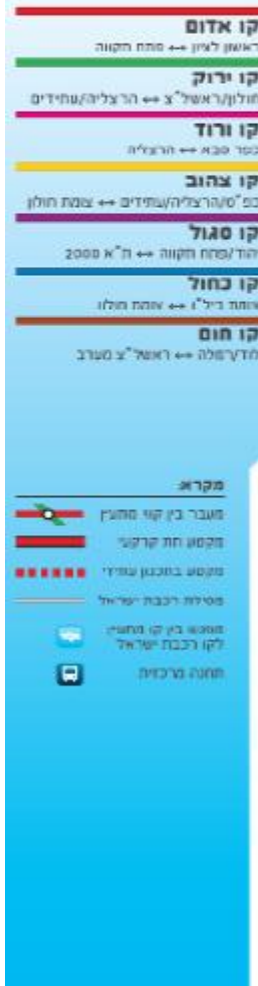 קו אדום
ראשון לציון ↔ פתח תקווה
קו ירוק
חולון/ראשל"צ ↔ הרצליה/עתידים
קו ורוד
כפר סבא ↔ הרצליה
קו צהוב
כפ"ס/הרצליה/עתידים ↔ צומת חולון
קו סגול
יהוד/פתח תקווה ↔ ת"א 2000
קו כחול
צומת ביל"ו ↔ צומת חולון
קו חום
לוד/רמלה ↔ ראשל"צ מערב
מקרא:
מעבר בין קווי מתע"ן
מקטע תת קרקעי
מקטע בתכנון עתידי
מסילת רכבת ישראל
מפגש בין קו מתע"ן
לקו רכבת ישראל
תחנה מרכזית